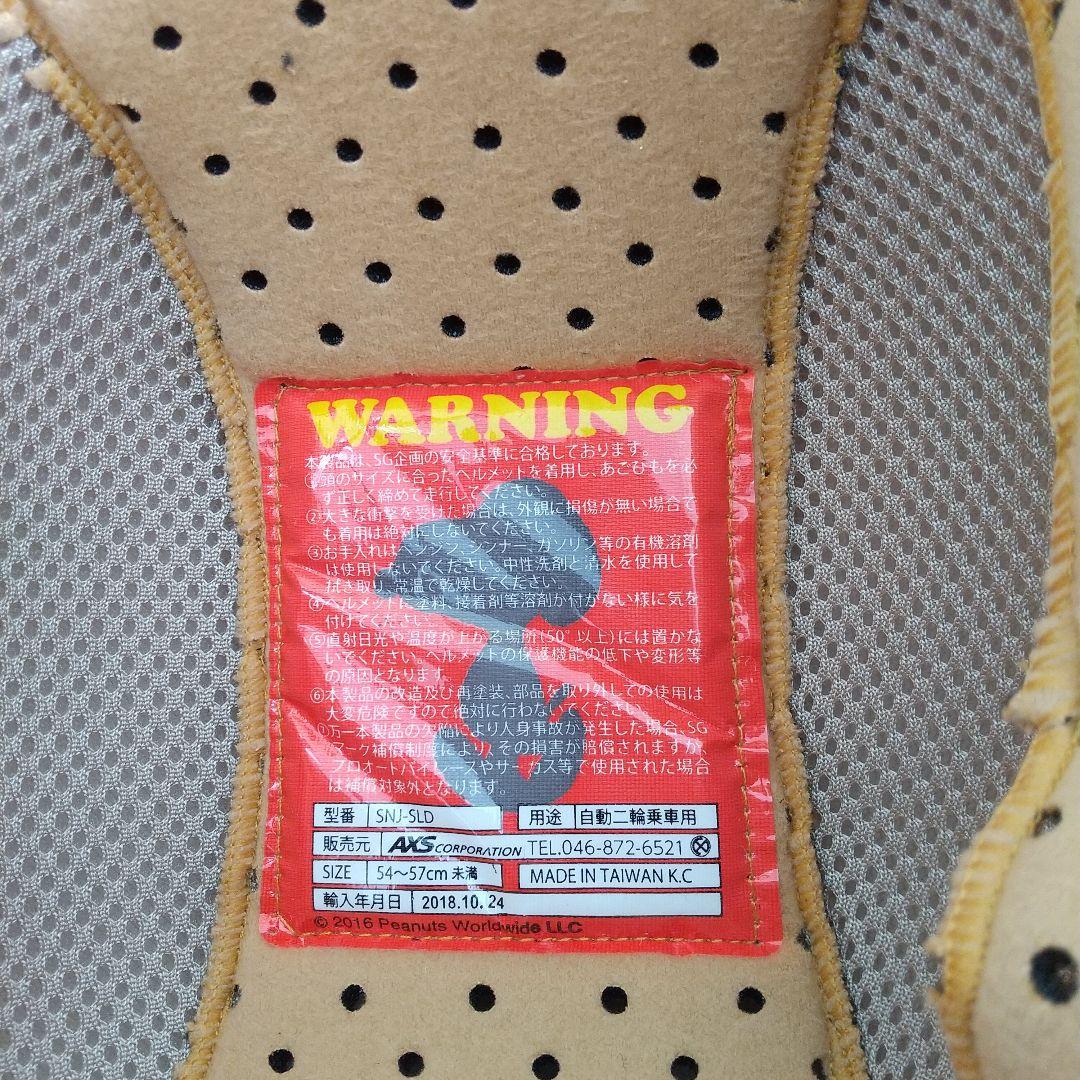 WARNING
本製品は、SG企画の安全基準に合格しております。
①頭のサイズに合ったヘルメットを着用し、あごひもを必
ず正しく締めて走行してください。
②大きな衝撃を受けた場合は、外観に損傷が無い場合で
も着用は絶対にしないでください。
③お手入れは、ベンジン、シンナー、ガソリン等の有機溶剤
は使用しないでください。中性洗剤と清水を使用して
拭き取り、常温で乾燥してください。
④ヘルメットに塗料、接着剤等溶剤が付かない様に気を
付けてください。
⑤直射日光や温度が上がる場所(50°以上)には置かな
いでください。ヘルメットの保護機能の低下や変形等
の原因となります。
⑥本製品の改造及び再塗装、部品を取り外しての使用は
大変危険ですので絶対に行わないでください。
⑦万一本製品の欠陥により人身事故が発生した場合、SG
マーク補償制度により、その損害が賠償されますが、
プロオートバイレースやサーカス等で使用された場合
は補償対象外となります。
型番 SNJ-SLD 用途 自動二輪乗車用
販売元 AXS CORPORATION TEL.046-872-6521
SIZE 54〜57cm 未満 MADE IN TAIWAN K.C
輸入年月日 2018.10.24
© 2016 Peanuts Worldwide LLC